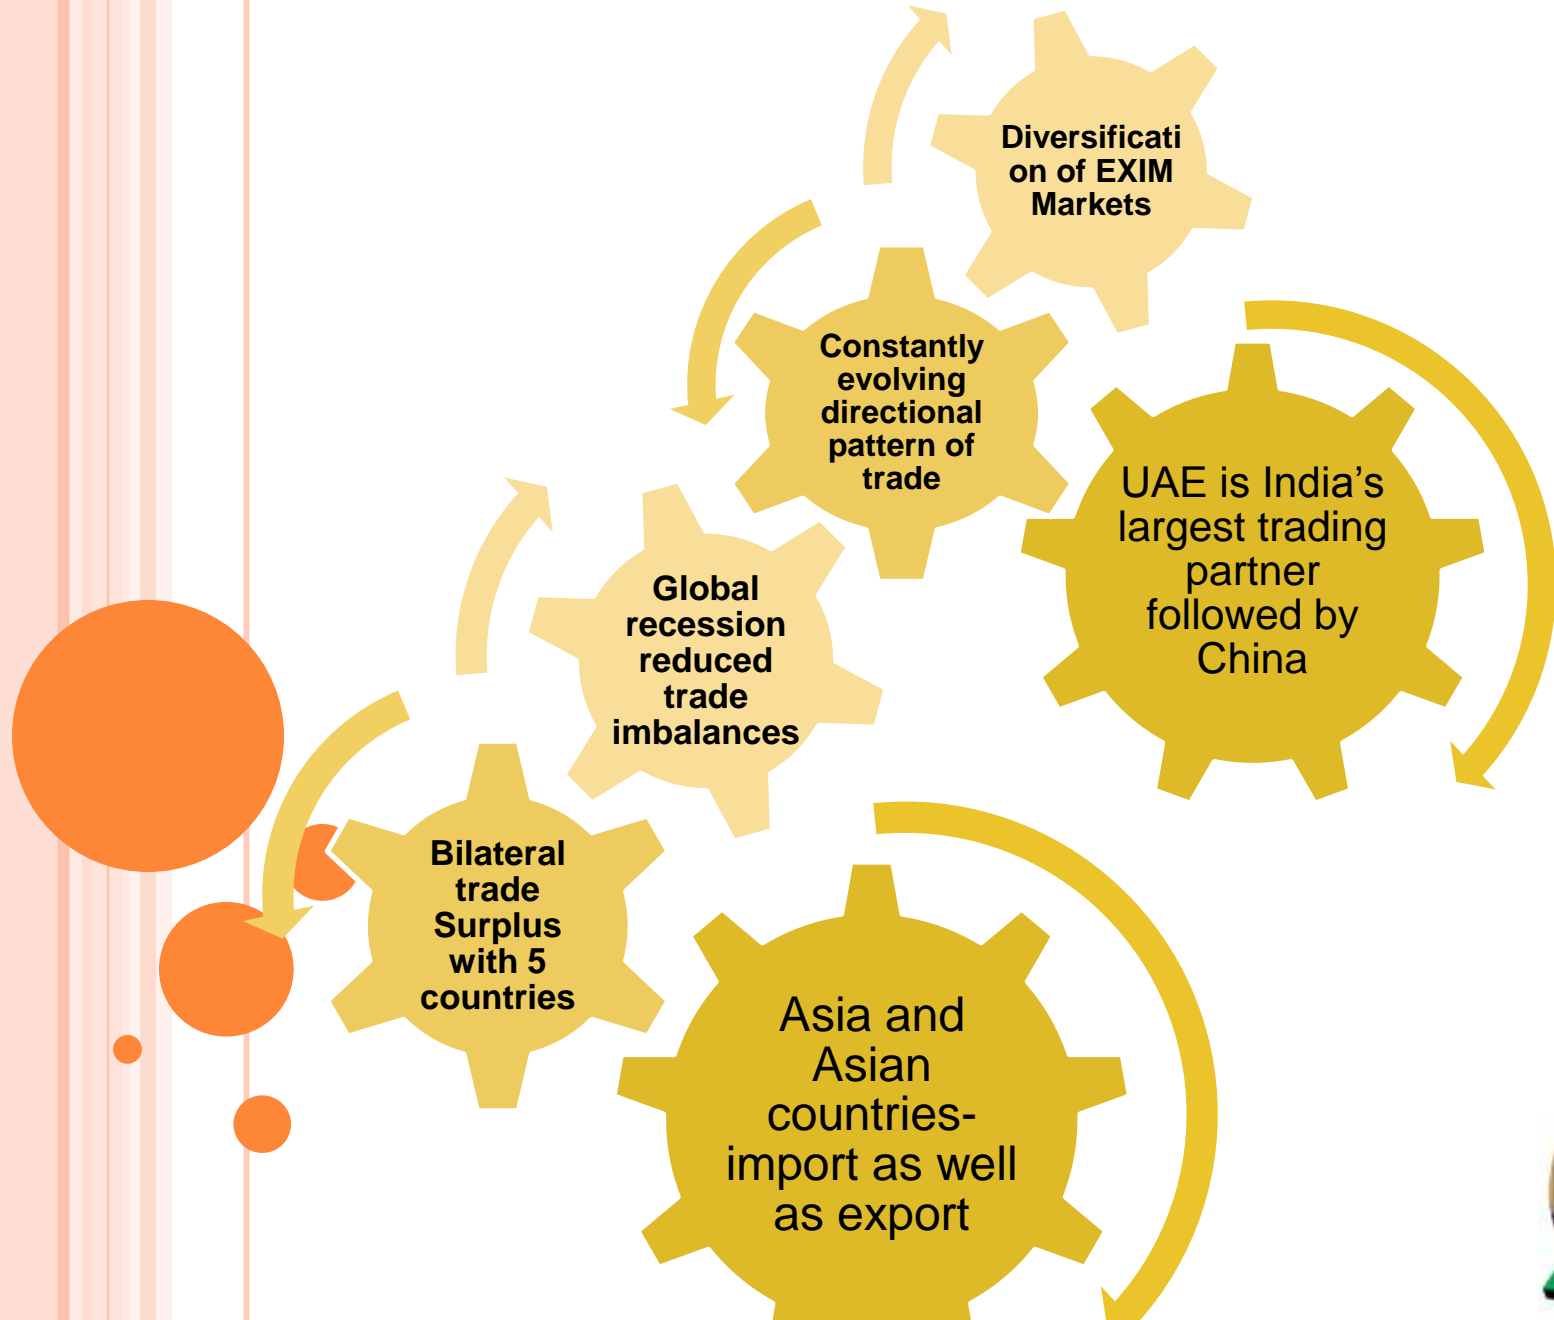 Diversificati
on of EXIM
Markets
Constantly
evolving
directional
pattern of
trade
UAE is India’s
largest trading
partner
followed by
China
Global
recession
reduced
trade
imbalances
Bilateral
trade
Surplus
with 5
countries
Asia and
Asian
countries-
import as well
as export